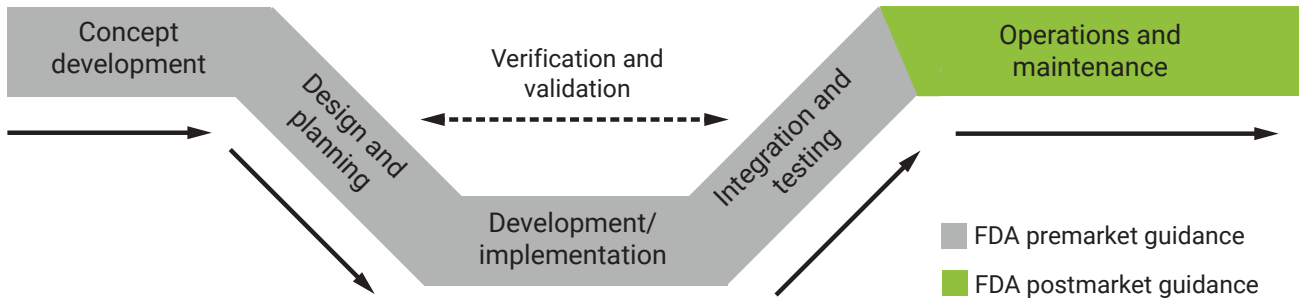 Concept
development
Design and
planning
Verification and
validation
Development/
implementation
Integration and
testing
Operations and
maintenance
FDA premarket guidance
FDA postmarket guidance